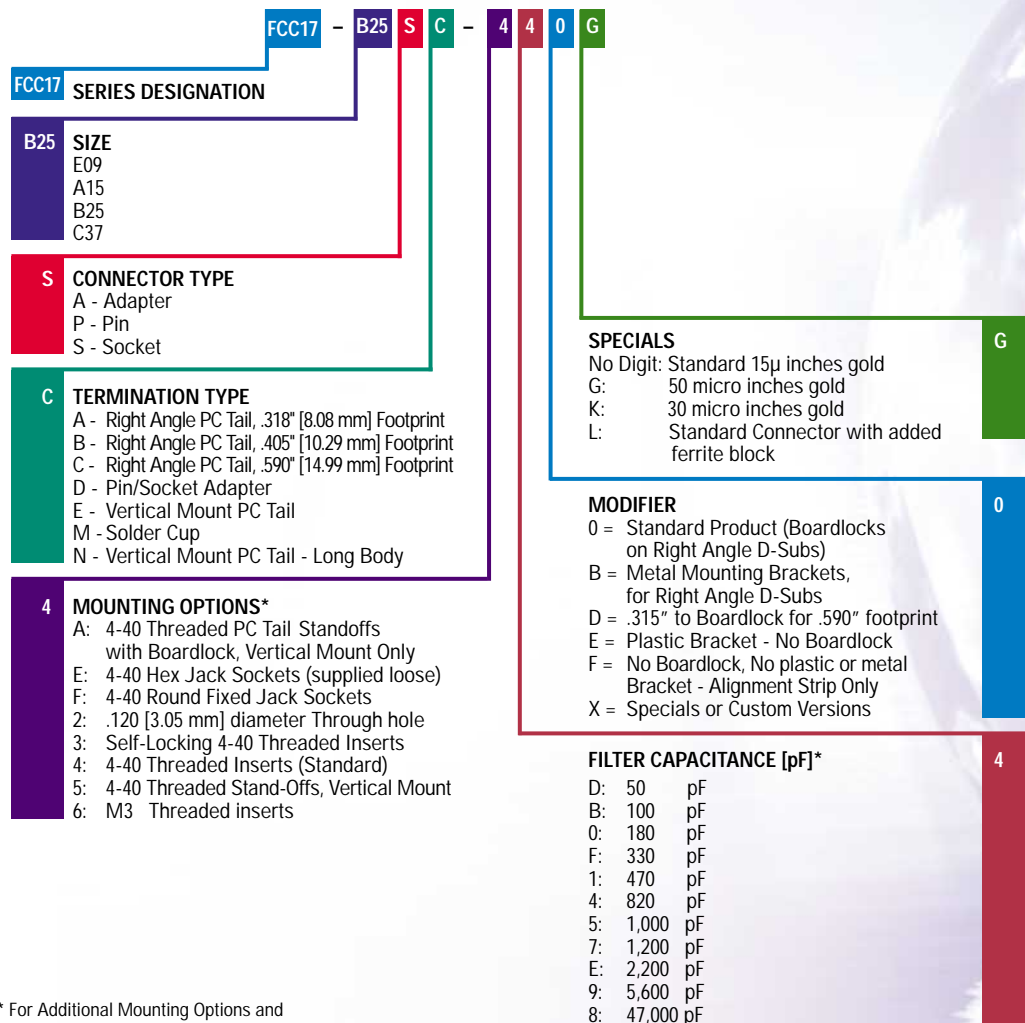 FCC17 – B25 S C – 4 4 0 G
FCC17 SERIES DESIGNATION
B25 SIZE
E09
A15
B25
C37
S CONNECTOR TYPE
A - Adapter
P - Pin
S - Socket
C TERMINATION TYPE
A - Right Angle PC Tail, .318" [8.08 mm] Footprint
B - Right Angle PC Tail, .405" [10.29 mm] Footprint
C - Right Angle PC Tail, .590" [14.99 mm] Footprint
D - Pin/Socket Adapter
E - Vertical Mount PC Tail
M - Solder Cup
N - Vertical Mount PC Tail - Long Body
4 MOUNTING OPTIONS*
A: 4-40 Threaded PC Tail Standoffs
with Boardlock, Vertical Mount Only
E: 4-40 Hex Jack Sockets (supplied loose)
F: 4-40 Round Fixed Jack Sockets
2: .120 [3.05 mm] diameter Through hole
3: Self-Locking 4-40 Threaded Inserts
4: 4-40 Threaded Inserts (Standard)
5: 4-40 Threaded Stand-Offs, Vertical Mount
6: M3 Threaded inserts
* For Additional Mounting Options and
SPECIALS G
No Digit: Standard 15µ inches gold
G: 50 micro inches gold
K: 30 micro inches gold
L: Standard Connector with added
ferrite block
MODIFIER 0
0 = Standard Product (Boardlocks
on Right Angle D-Subs)
B = Metal Mounting Brackets,
for Right Angle D-Subs
D = .315″ to Boardlock for .590″ footprint
E = Plastic Bracket - No Boardlock
F = No Boardlock, No plastic or metal
Bracket - Alignment Strip Only
X = Specials or Custom Versions
FILTER CAPACITANCE [pF]* 4
D: 50 pF
B: 100 pF
0: 180 pF
F: 330 pF
1: 470 pF
4: 820 pF
5: 1,000 pF
7: 1,200 pF
E: 2,200 pF
9: 5,600 pF
8: 47,000 pF